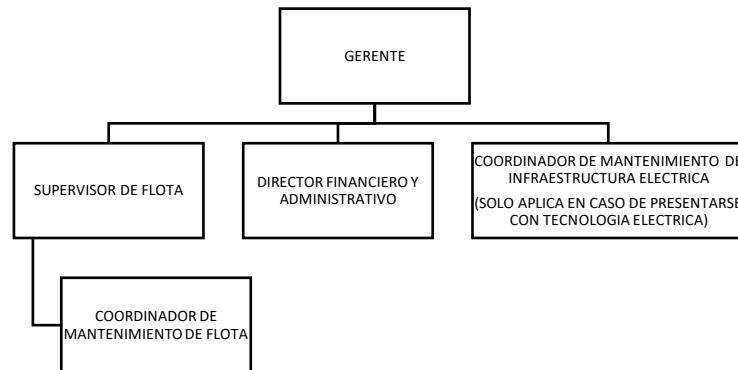 GERENTE
SUPERVISOR DE FLOTA
DIRECTOR FINANCIERO Y
ADMINISTRATIVO
COORDINADOR DE MANTENIMIENTO DE
INFRAESTRUCTURA ELECTRICA
(SOLO APLICA EN CASO DE PRESENTARSE
CON TECNOLOGIA ELECTRICA)
COORDINADOR DE
MANTENIMIENTO DE FLOTA